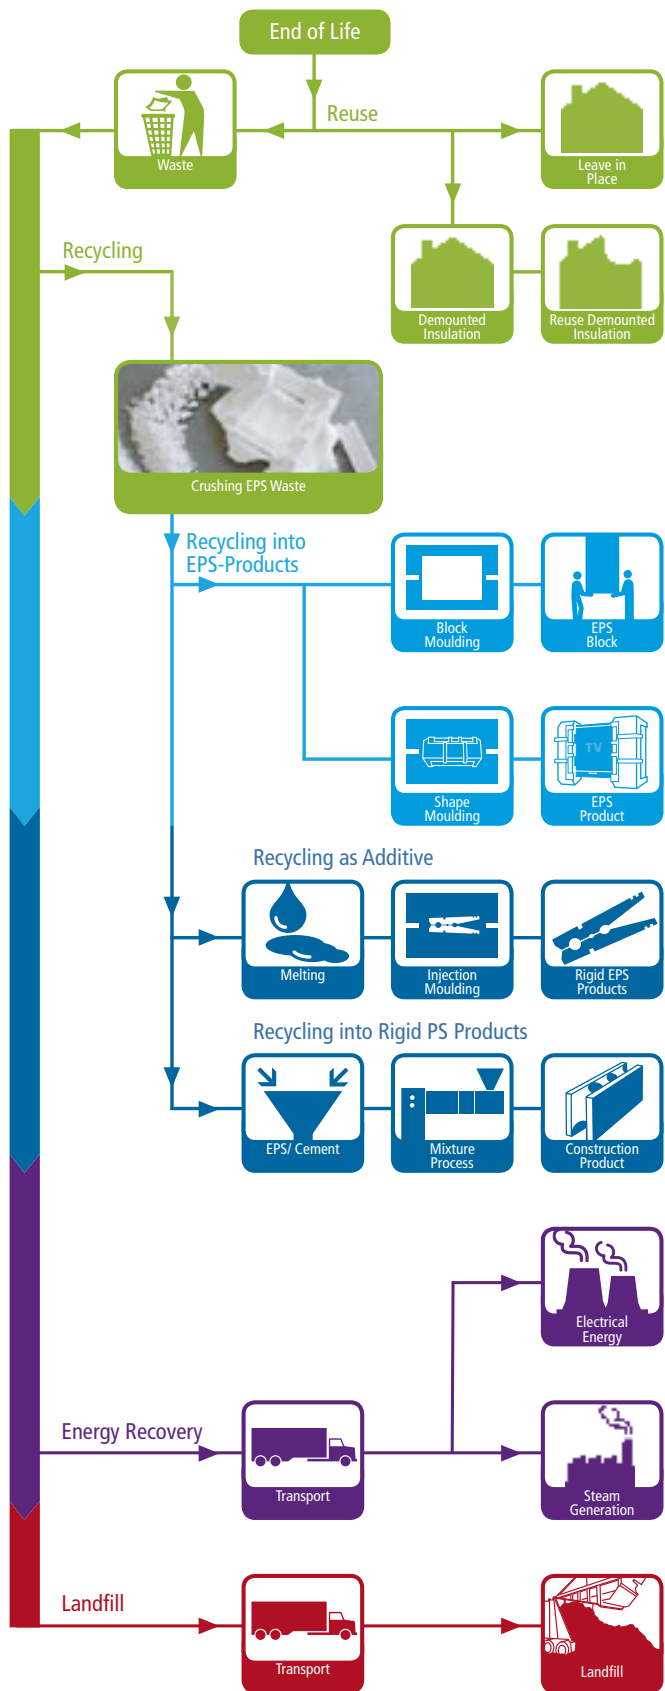 End of Life
Reuse
Waste
Leave in
Place
Recycling
Demounted
Insulation
Reuse Demounted
Insulation
Crushing EPS Waste
Recycling into
EPS-Products
Block
Moulding
EPS
Block
TV
Shape
Moulding
EPS
Product
Recycling as Additive
Melting
Injection
Moulding
Rigid EPS
Products
Recycling into Rigid PS Products
EPS/ Cement
Mixture
Process
Construction
Product
Electrical
Energy
Energy Recovery
Transport
Steam
Generation
Landfill
Transport
Landfill